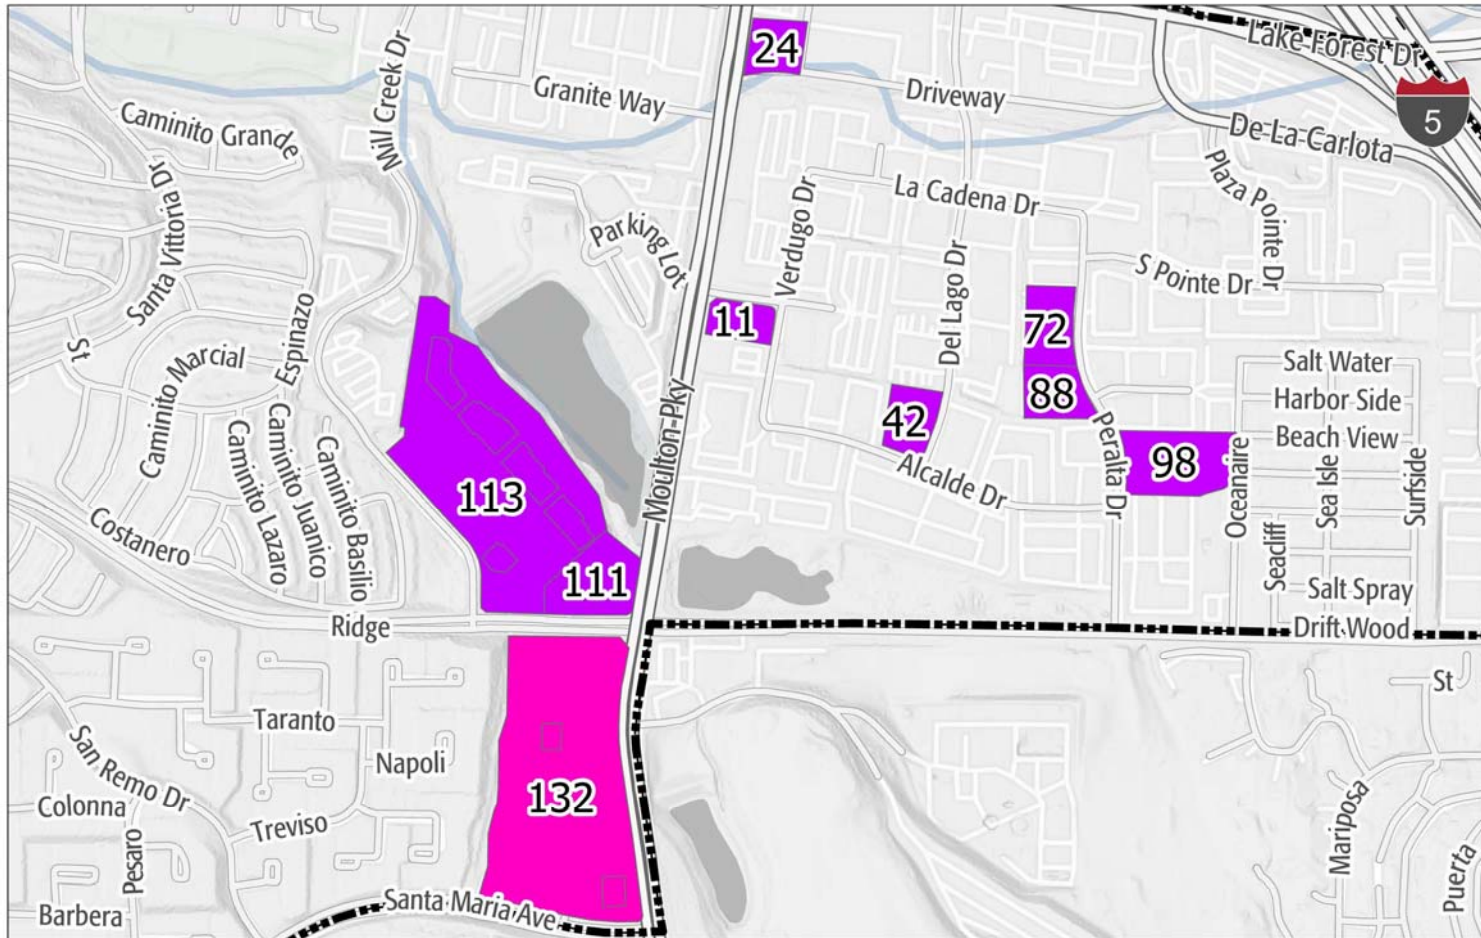 24
Lake Forest Dr
5
Mill Creek Dr
Granite Way
Driveway
De La Carlota
Caminito Grande
Santa Vittoria Dr
La Cadena Dr
Plaza Pointe Dr
Verdugo Dr
Parking Lot
S Pointe Dr
Del Lago Dr
11
72
St
Espinazo
Caminito Marcial
Salt Water
Harbor Side
88
42
Moulton Pky
Beach View
Peralta Dr
98
Oceanaire
Sea Isle
Surfside
Alcalde Dr
Caminito Lazaro
Caminito Juanico
Caminito Basilio
113
Costanero
Seacliff
111
Salt Spray
Ridge
Drift Wood
St
Taranto
San Remo Dr
Napoli
132
Colonna
Treviso
Pesaro
Mariposa
Puerta
Santa Maria Ave
Barbera